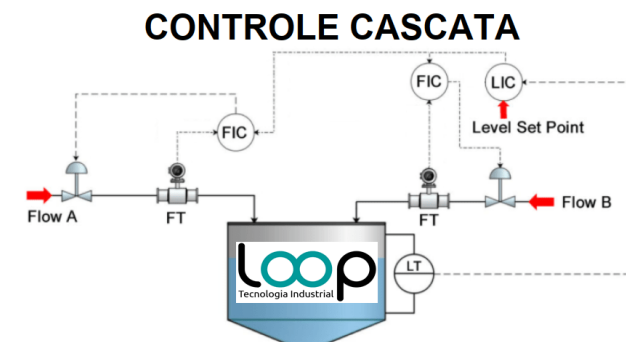 CONTROLE CASCATA
FIC
LIC
Level Set Point
FIC
Flow A
FT
FT
Flow B
Loop
Tecnologia Industrial
LT